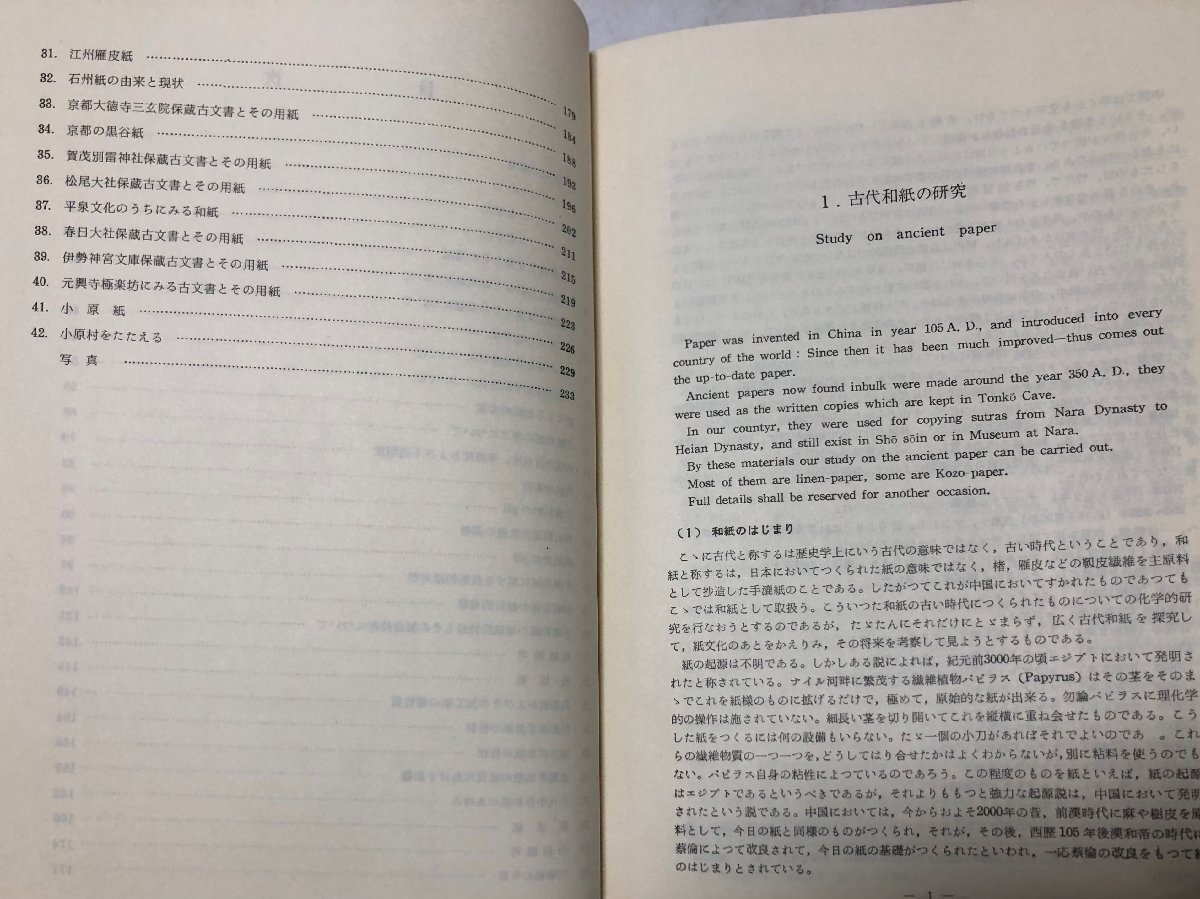 31. 江州雁皮紙 179
32. 石州紙の由来と現状 184
33. 京都大徳寺三玄院保蔵古文書とその用紙 188
34. 京都の黒谷紙 193
35. 賀茂別雷神社保蔵古文書とその用紙 196
36. 松尾大社保蔵古文書とその用紙 202
37. 平泉文化のうちにみる和紙 211
38. 春日大社保蔵古文書とその用紙 215
39. 伊勢神宮文庫保蔵古文書とその用紙 219
40. 元興寺極楽坊にみる古文書とその用紙 223
41. 小原紙 226
42. 小原村をたたえる 229
写真 233
1. 古代和紙の研究
Study on ancient paper
Paper was invented in China in year 105 A. D., and introduced into every
country of the world : Since then it has been much improved—thus comes out
the up-to-date paper.
Ancient papers now found inbulk were made around the year 350 A. D., they
were used as the written copies which are kept in Tonkō Cave.
In our countyr, they were used for copying sutras from Nara Dynasty to
Heian Dynasty, and still exist in Shō sōin or in Museum at Nara.
By these materials our study on the ancient paper can be carried out.
Most of them are linen-paper, some are Kozo paper.
Full details shall be reserved for another occasion.
(1) 和紙のはじまり
こゝに古代と称するは歴史学上にいう古代の意味ではなく，古い時代ということであり，和
紙と称するは，日本においてつくられた紙の意味ではなく，楮，雁皮などの靱皮繊維を主原料
として抄造した手漉紙のことである。したがつてこれが中国においてすかれたものであつても
こゝでは和紙として取扱う。こういつた和紙の古い時代につくられたものについての化学的研
究を行なおうとするのであるが，たゞたんにそれだけにとゞまらず，広く古代和紙を探究し
て，紙文化のあとをかえりみ，その将来を考察して見ようとするものである。
紙の起源は不明である。しかしある説によれば，紀元前3000年の頃エジプトにおいて発明さ
れたと称されている。ナイル河畔に繁茂する繊維植物パピラス（Papyrus）はその茎をそのま
ゝでこれを紙様のものに拡げるだけで，極めて，原始的な紙が出来る。勿論パピラスに理化学
的の操作は施されていない。細長い茎を切り開いてこれを縦横に重ね合せたものである。こう
した紙をつくるには何の設備もいらない。たゞ一個の小刀があればそれでよいのであ　。これ
らの繊維物質の一つ一つを，どうしてはり合せたかはよくわからないが，別に粘料を使うのでも
ない。パピラス自身の粘性によつているのであろう。この程度のものを紙といえば，紙の起源
はエジプトであるというべきであるが，それよりももつと強力な起源説は，中国において発明
されたという説である。中国においては，今からおよそ2000年の昔，前漢時代に麻や樹皮を原
料として，今日の紙と同様のものがつくられ，それが，その後，西歴105年後漢和帝の時代に
蔡倫によつて改良されて，今日の紙の基礎がつくられたといわれ，一応蔡倫の改良をもつて紙
のはじまりとされている。
— 1 —